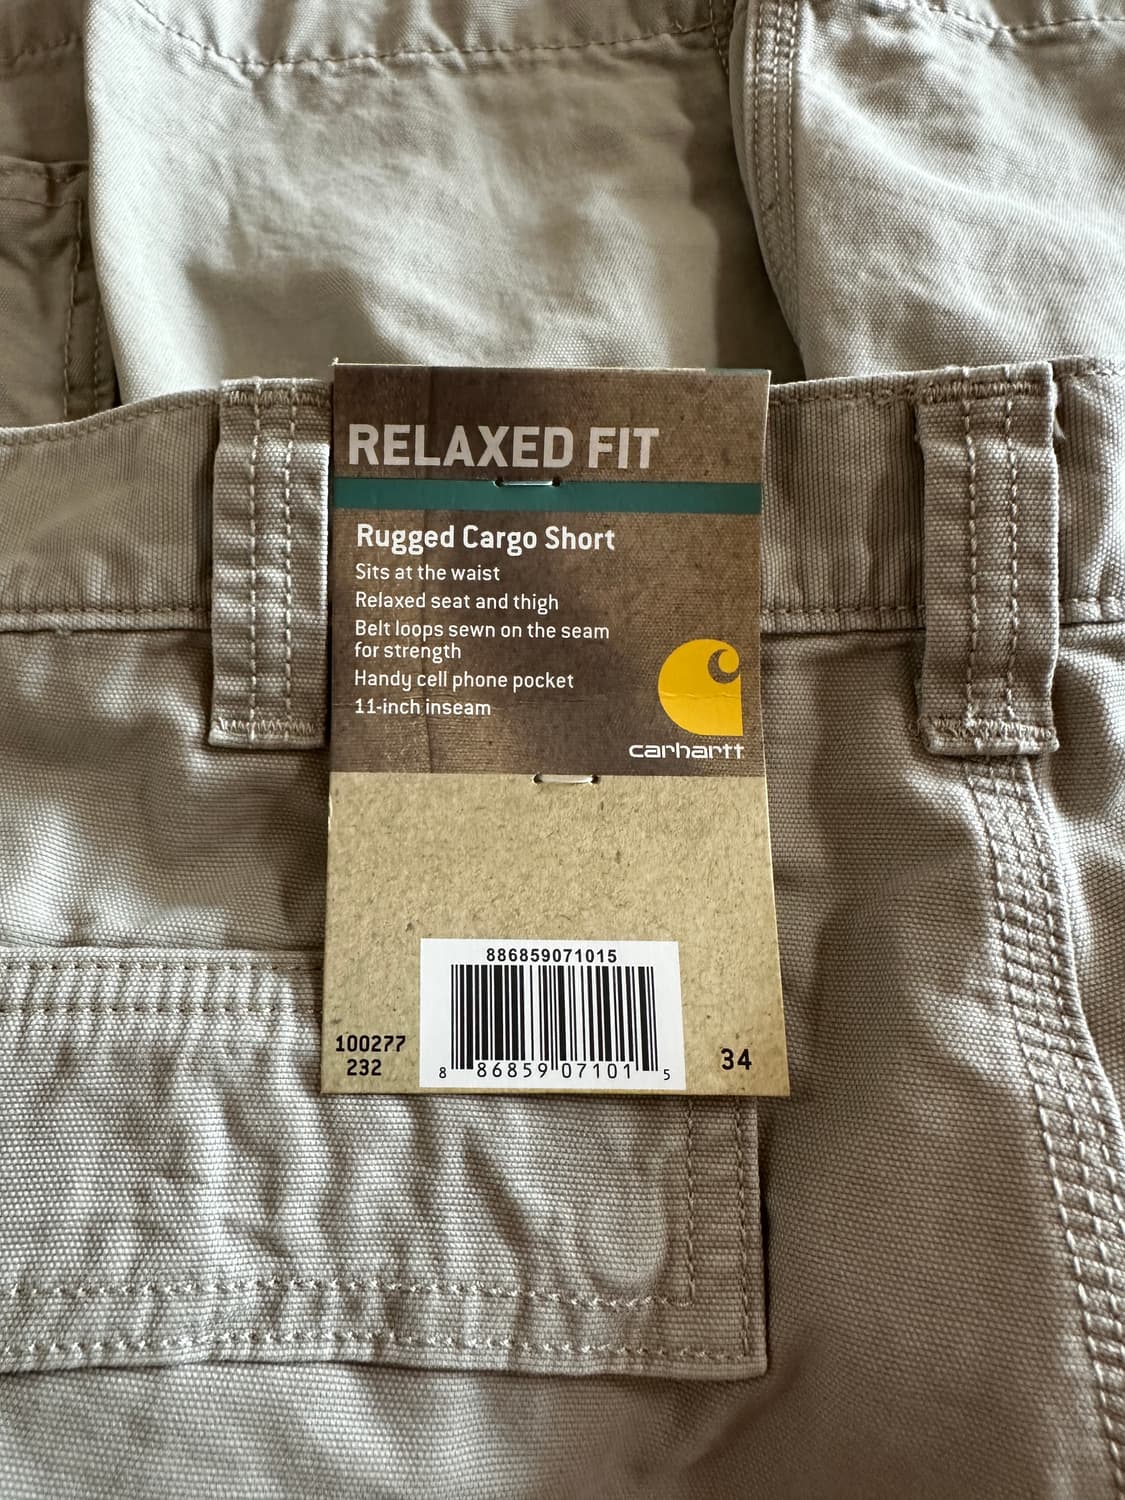 RELAXED FIT
Rugged Cargo Short
Sits at the waist
Relaxed seat and thigh
Belt loops sewn on the seam
for strength
Handy cell phone pocket
11-inch inseam
carhartt
886859071015
100277
232
8 86859 07101 5
34